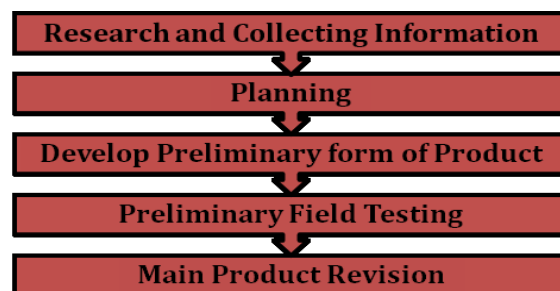 Research and Collecting Information
Planning
Develop Preliminary form of Product
Preliminary Field Testing
Main Product Revision